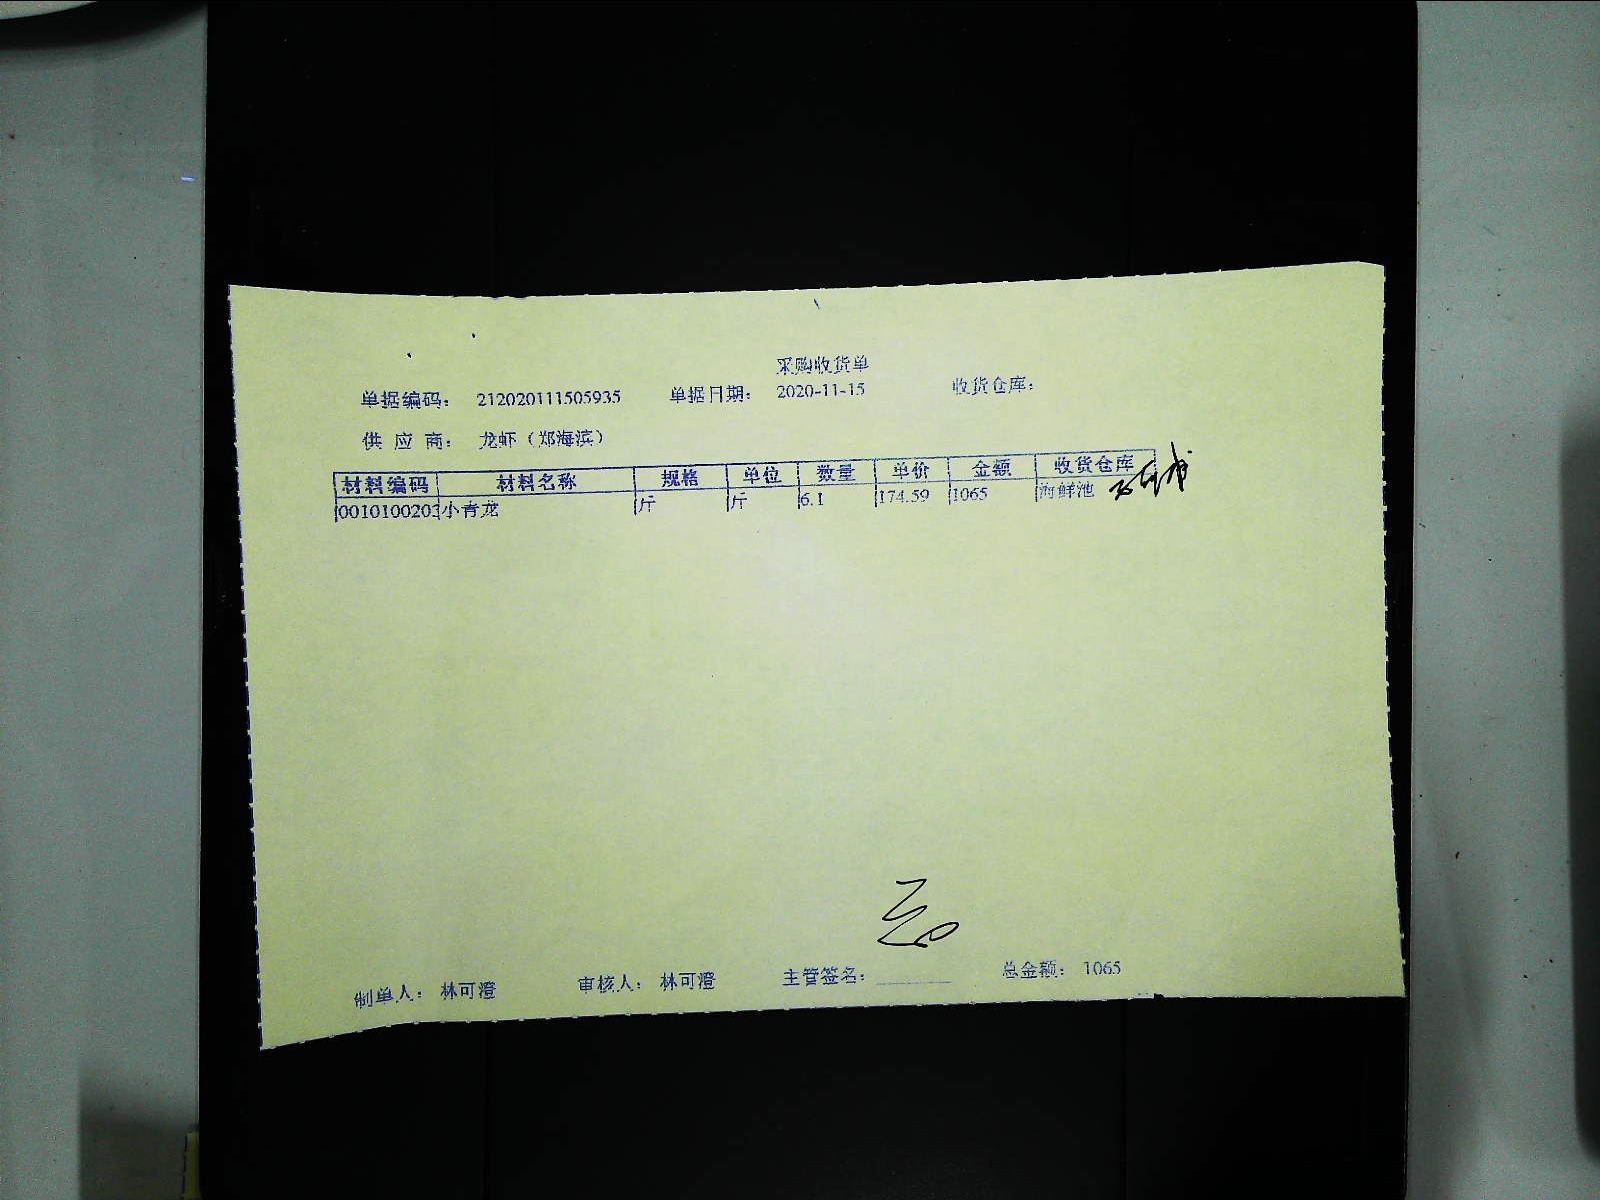 采购收货单
单据编码： 212020111505935 单据日期： 2020-11-15 收货仓库：
供 应 商： 龙虾（郑海滨）
材料编码 材料名称 规格 单位 数量 单价 金额 收货仓库
0010100203 小青龙 斤 斤 6.1 174.59 1065 海鲜池
制单人： 林可澄 审核人： 林可澄 主管签名： 总金额： 1065